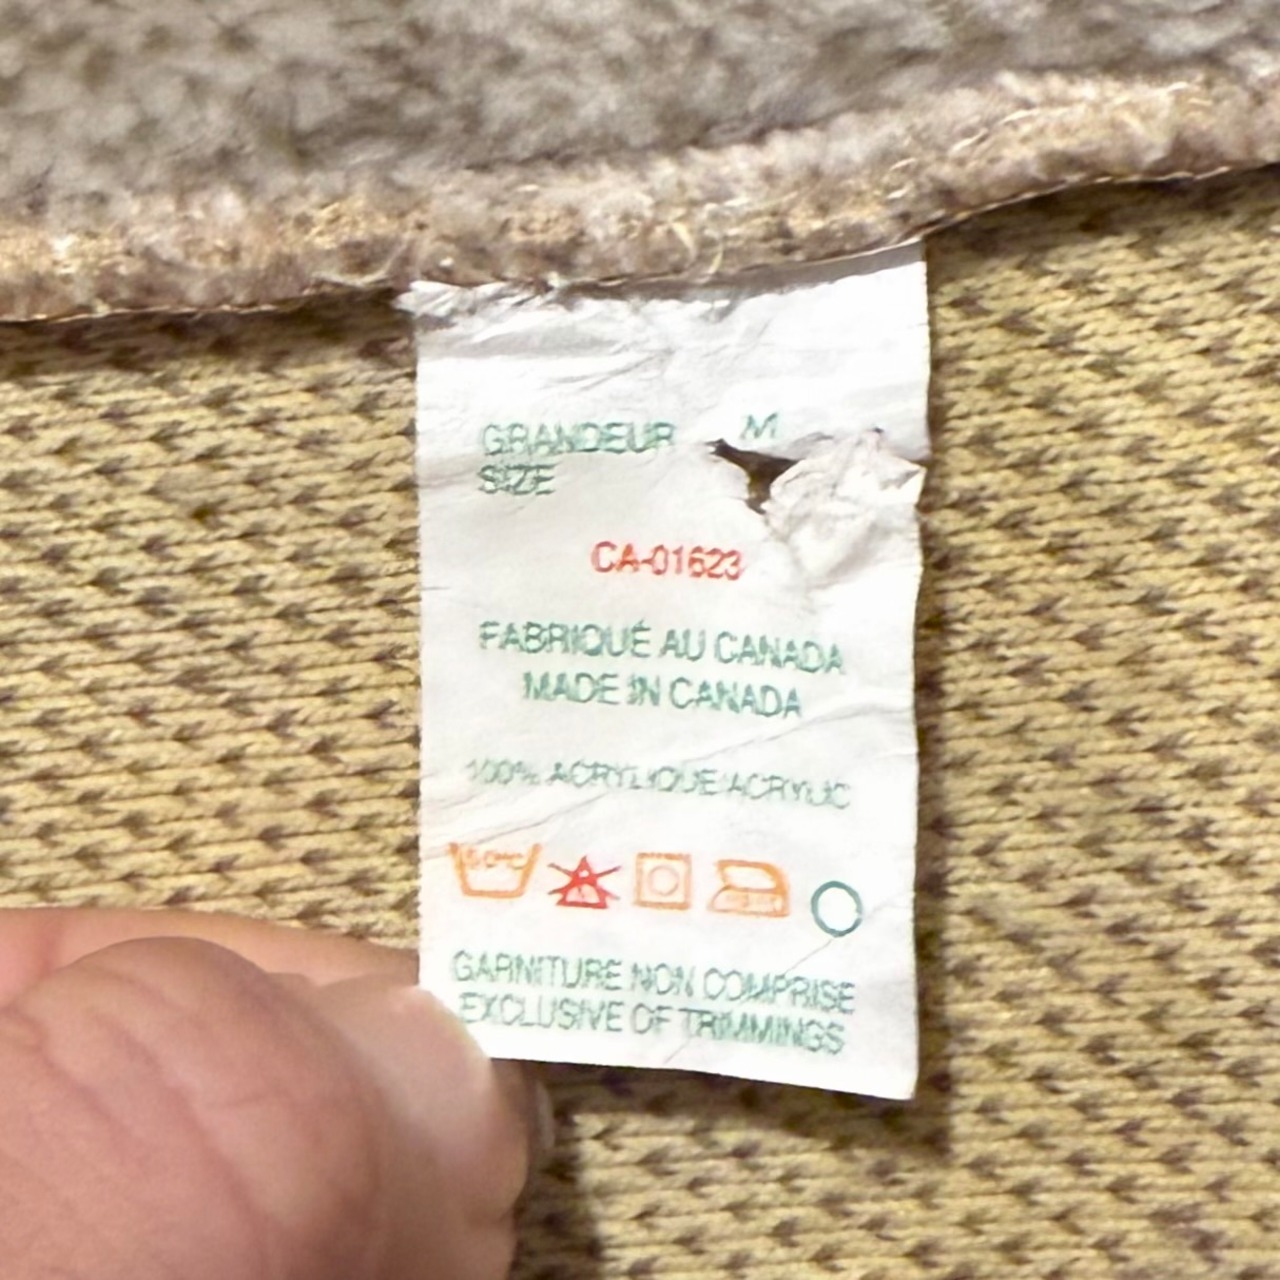 GRANDEUR M
SIZE
CA-01623
FABRIQUÉ AU CANADA
MADE IN CANADA
100% ACRYLIQUE/ACRYLIC
GARNITURE NON COMPRISE
EXCLUSIVE OF TRIMMINGS